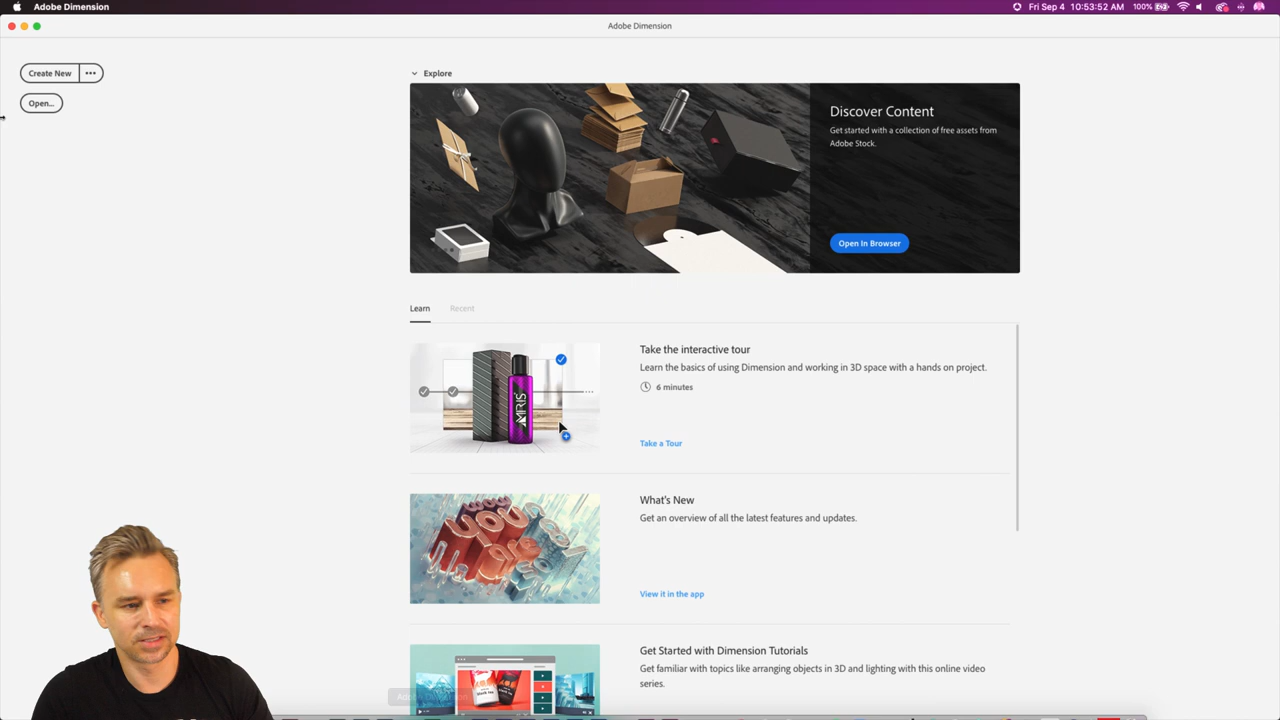 Adobe Dimension
Fri Sep 4 10:53:52 AM 100%
Adobe Dimension
Create New
Open...
Explore
Discover Content
Get started with a collection of free assets from
Adobe Stock.
Open In Browser
Learn Recent
Take the interactive tour
Learn the basics of using Dimension and working in 3D space with a hands on project.
6 minutes
MRIS
Take a Tour
What's New
Get an overview of all the latest features and updates.
you
are
so
View it in the app
Get Started with Dimension Tutorials
Get familiar with topics like arranging objects in 3D and lighting with this online video
series.